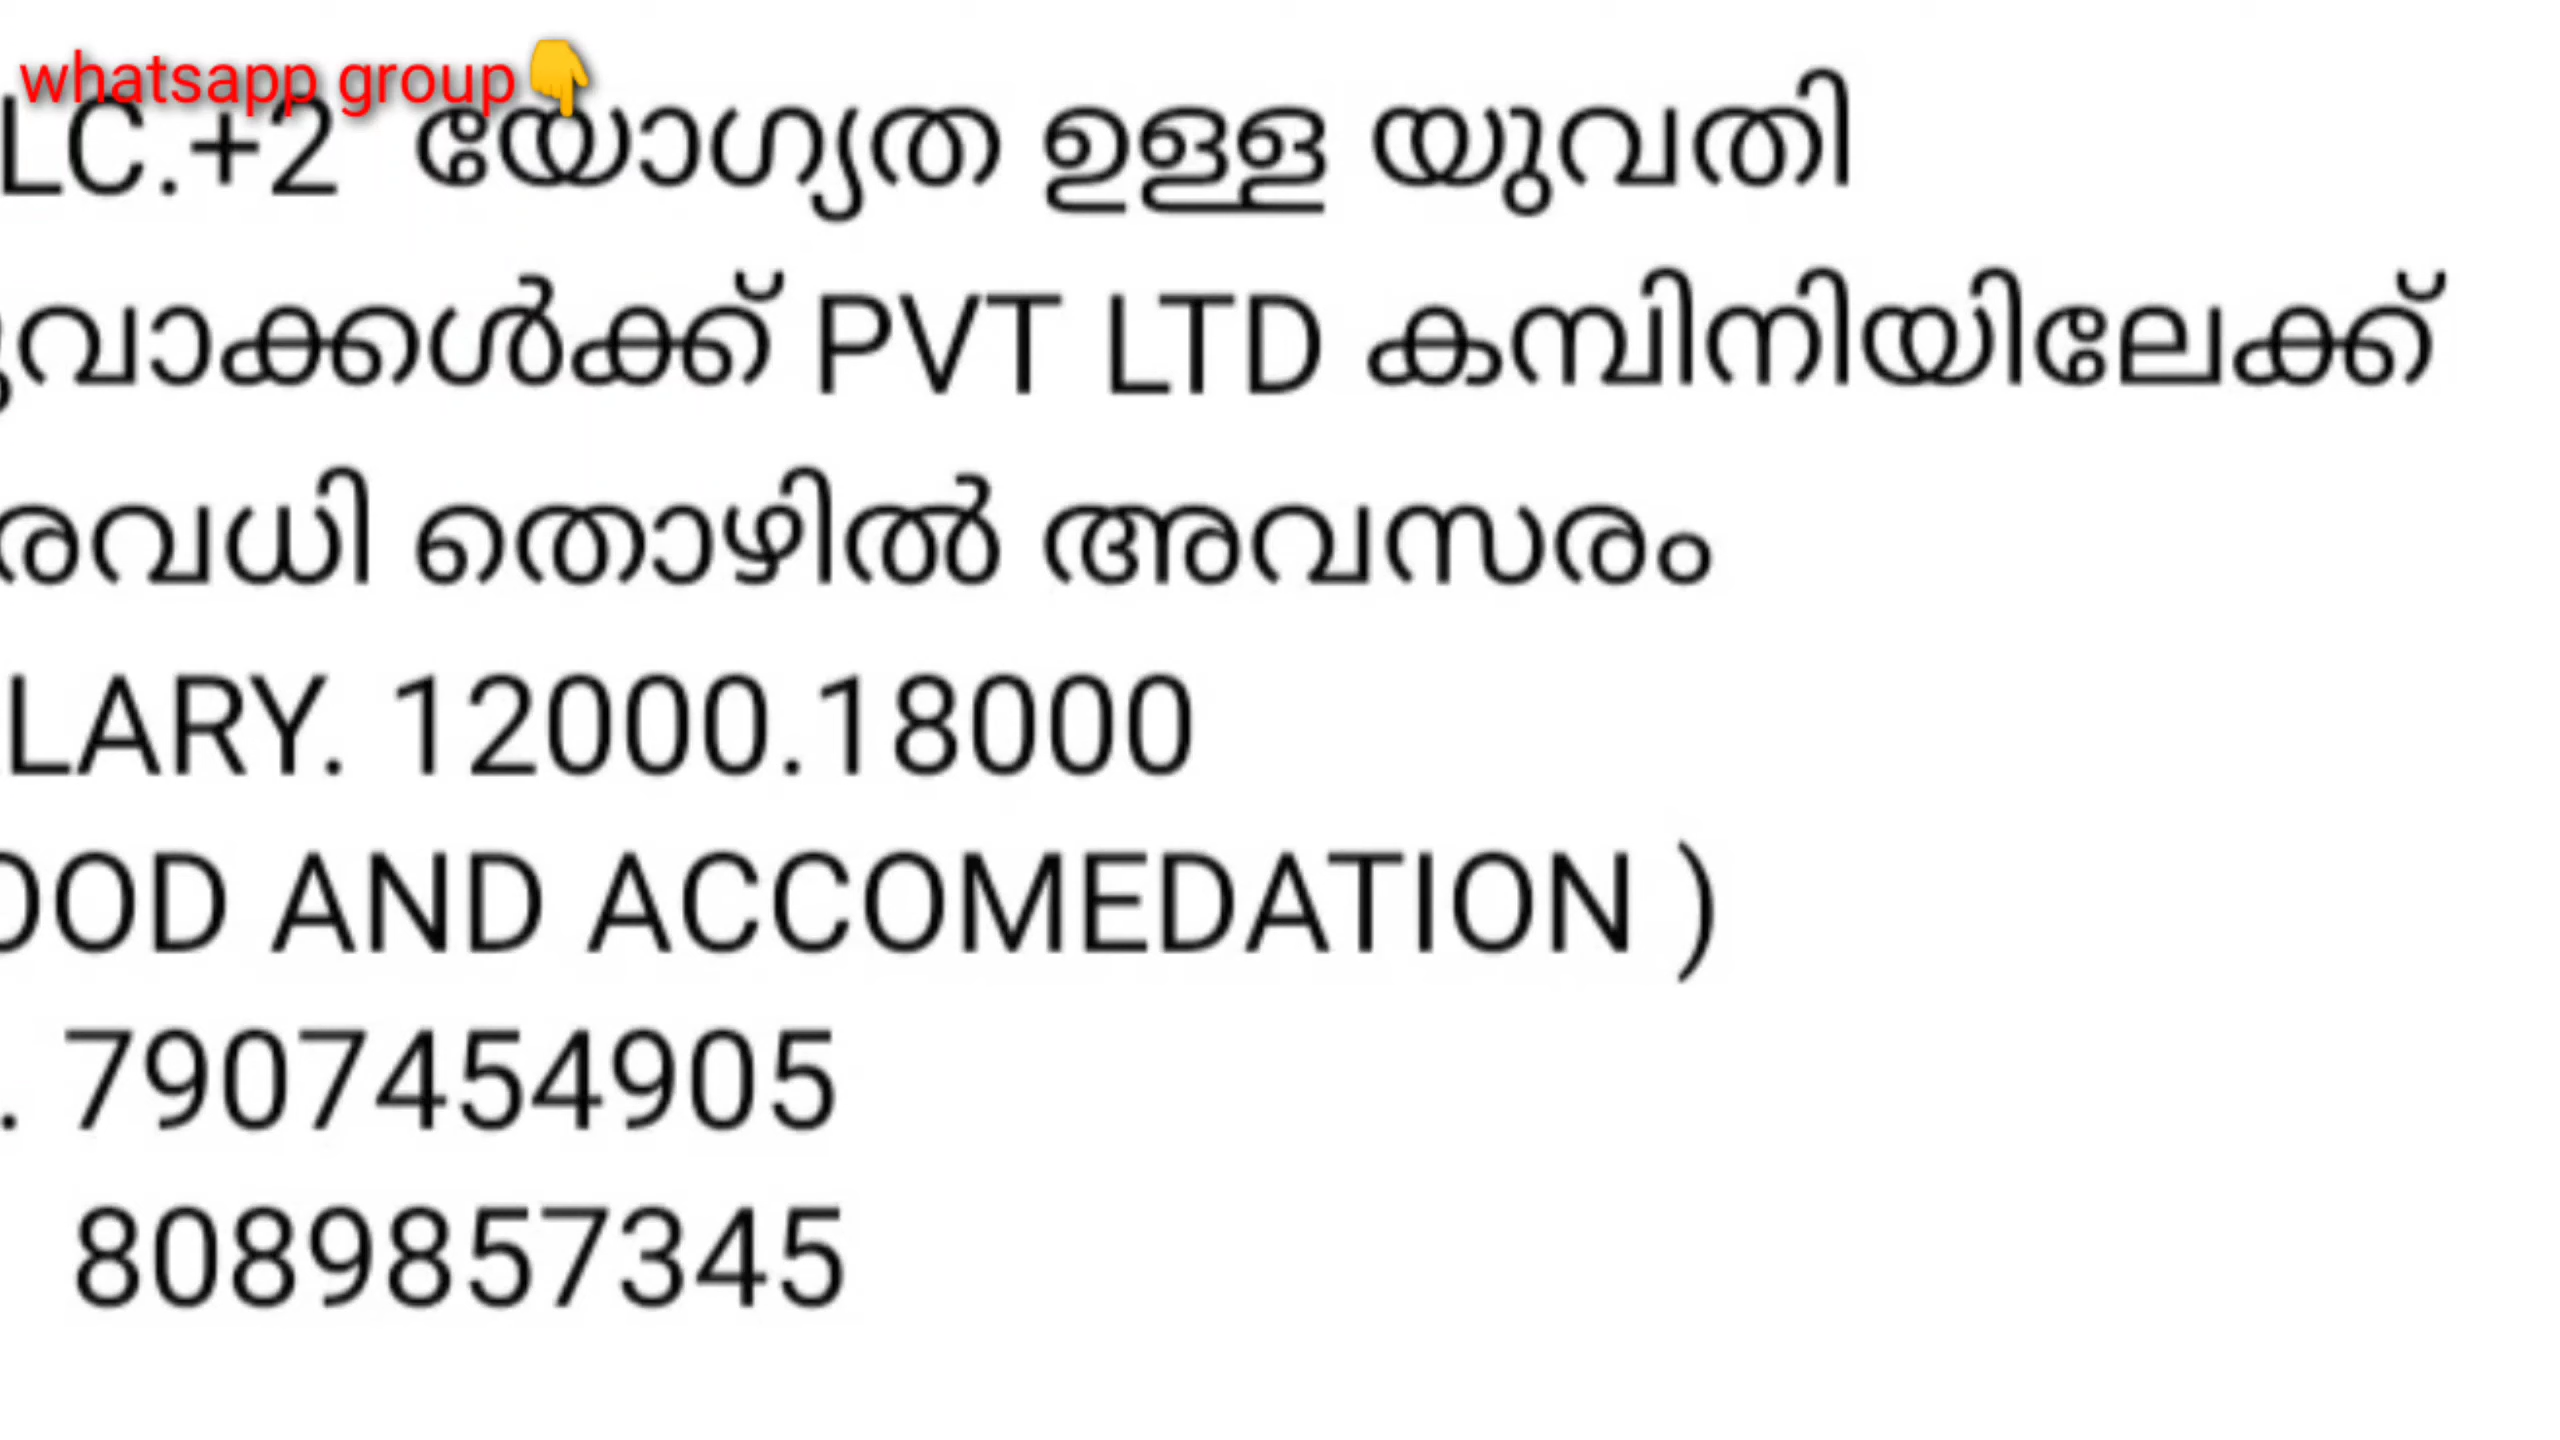 whatsapp group👇
LC.+2 യോഗ്യത ഉള്ള യുവതി
വാക്കൾക്ക് PVT LTD കമ്പിനിയിലേക്ക്
രവധി തൊഴിൽ അവസരം
LARY. 12000.18000
OOD AND ACCOMEDATION )
. 7907454905
8089857345